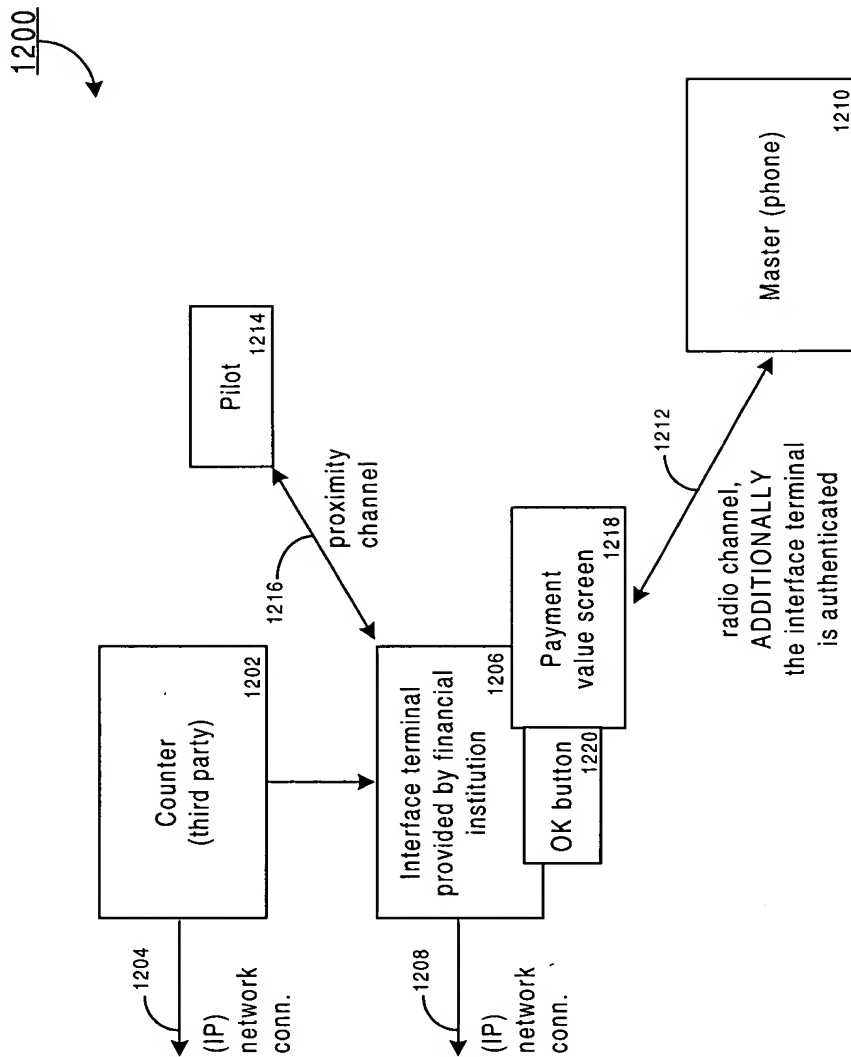 1200
Counter
(third party)
1202
1204
(IP)
network
conn.
Pilot
1214
1216
proximity
channel
Interface terminal
provided by financial
institution
1206
1208
(IP)
network
conn.
Payment
value screen
1218
OK button
1220
Master (phone)
1210
1212
radio channel,
ADDITIONALLY
the interface terminal
is authenticated